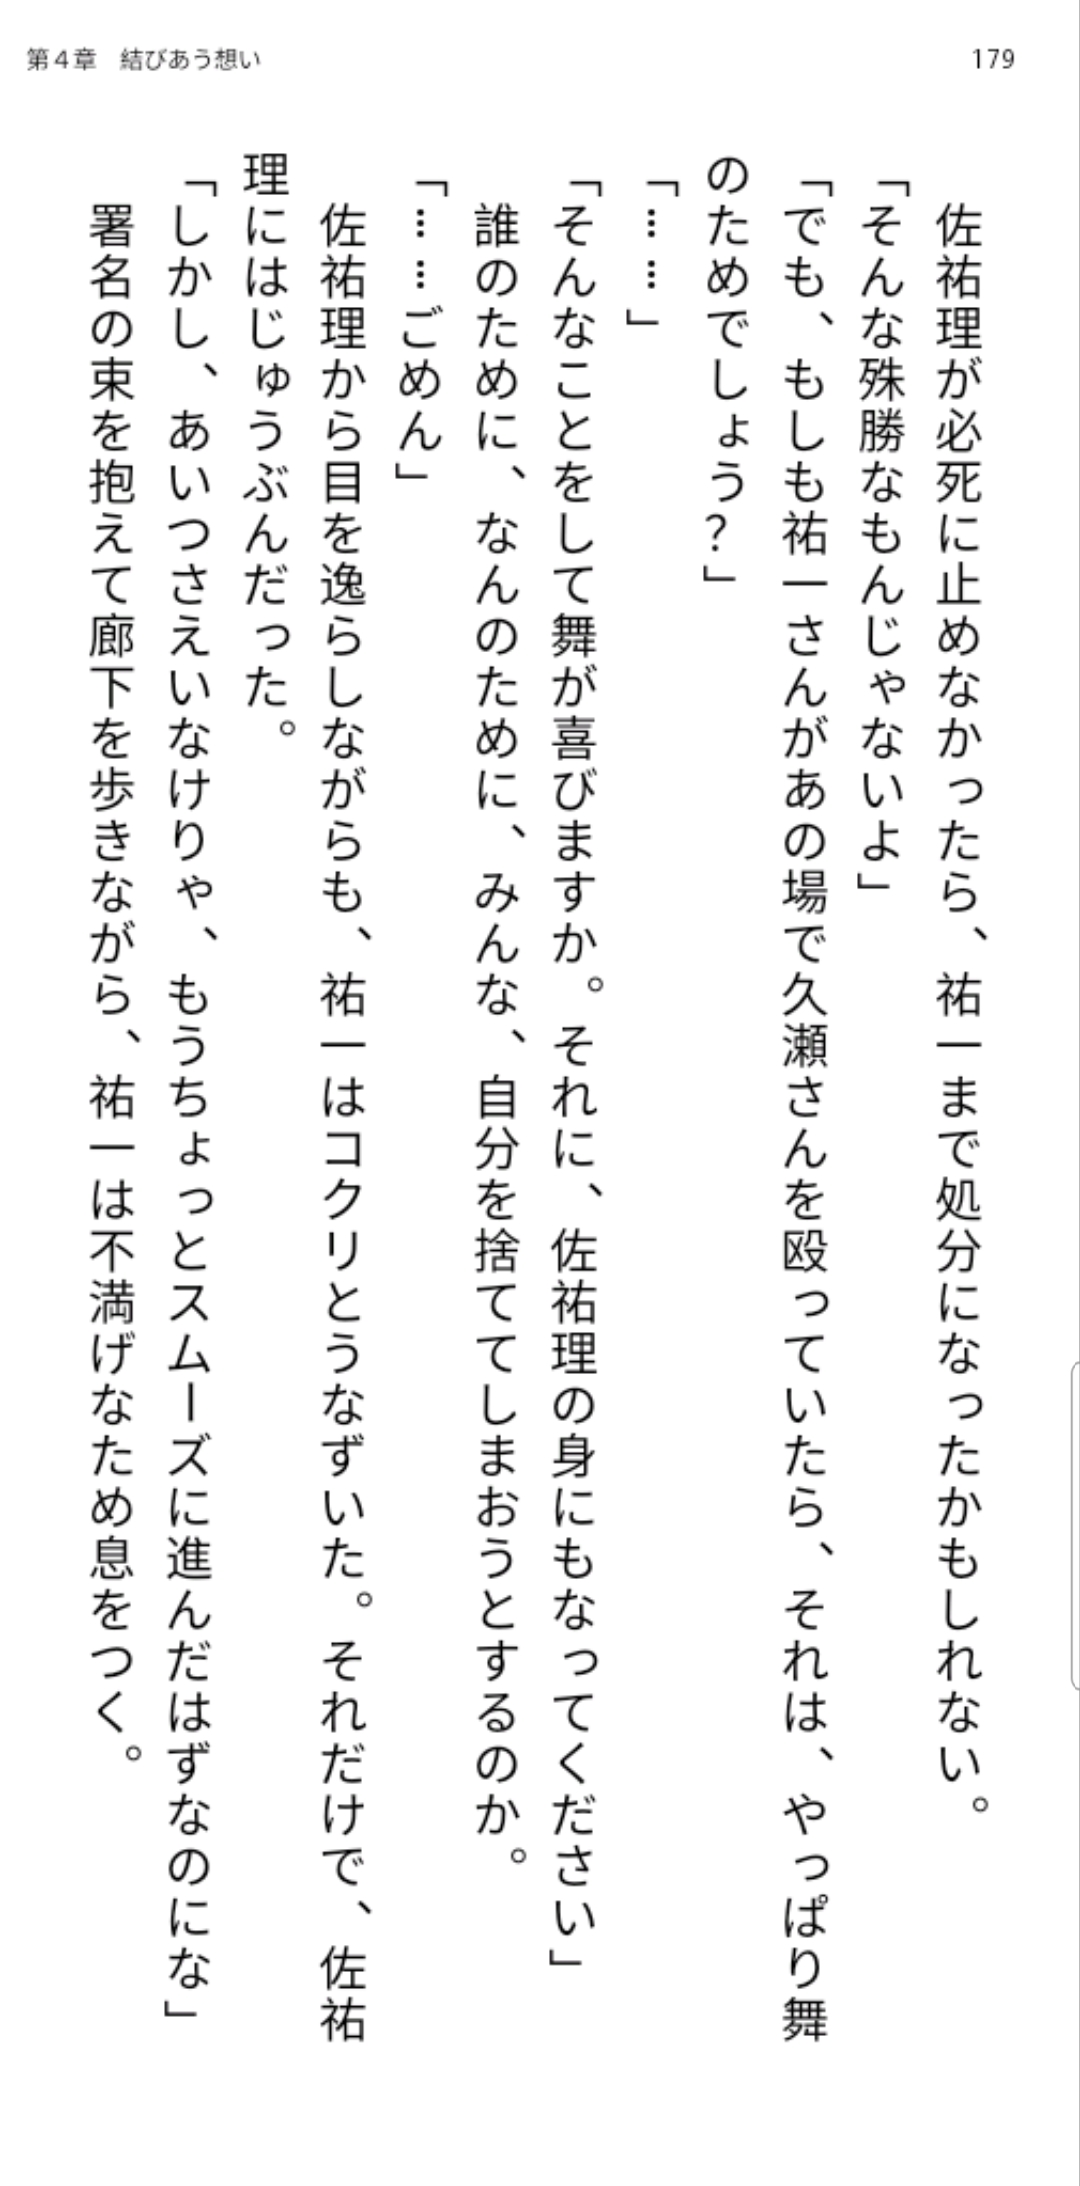 第４章　結びあう想い
179
　佐祐理が必死に止めなかったら、祐一まで処分になったかもしれない。
「そんな殊勝なもんじゃないよ」
「でも、もしも祐一さんがあの場で久瀬さんを殴っていたら、それは、やっぱり舞
のためでしょう？」
「……」
「そんなことをして舞が喜びますか。それに、佐祐理の身にもなってください」
　誰のために、なんのために、みんな、自分を捨ててしまおうとするのか。
「……ごめん」
　佐祐理から目を逸らしながらも、祐一はコクリとうなずいた。それだけで、佐祐
理にはじゅうぶんだった。
「しかし、あいつさえいなけりゃ、もうちょっとスムーズに進んだはずなのにな」
　署名の束を抱えて廊下を歩きながら、祐一は不満げなため息をつく。